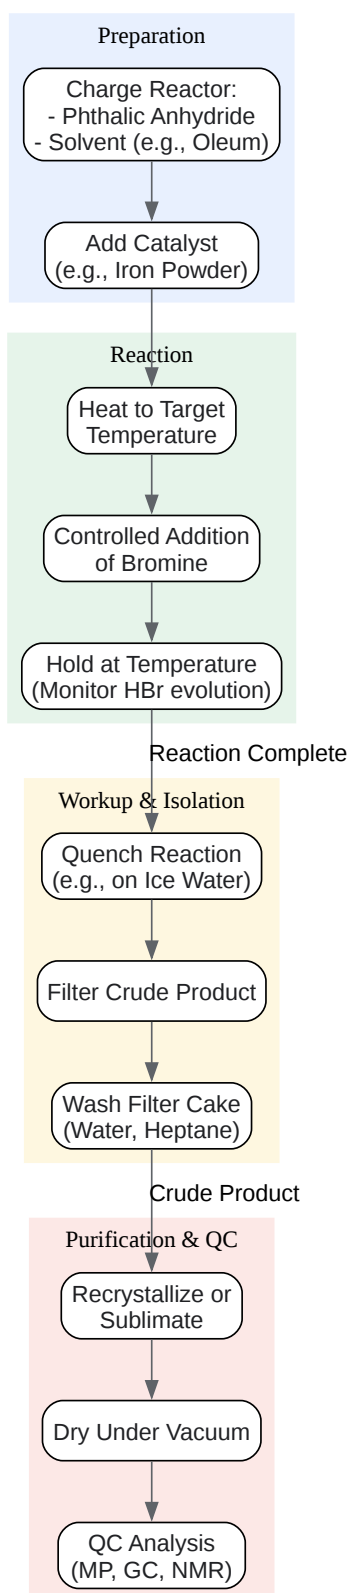 Preparation
Charge Reactor:
- Phthalic Anhydride
- Solvent (e.g., Oleum)
Add Catalyst
(e.g., Iron Powder)
Reaction
Heat to Target
Temperature
Controlled Addition
of Bromine
Hold at Temperature
(Monitor HBr evolution)
Reaction Complete
Workup & Isolation
Quench Reaction
(e.g., on Ice Water)
Filter Crude Product
Wash Filter Cake
(Water, Heptane)
Crude Product
Purification & QC
Recrystallize or
Sublimate
Dry Under Vacuum
QC Analysis
(MP, GC, NMR)